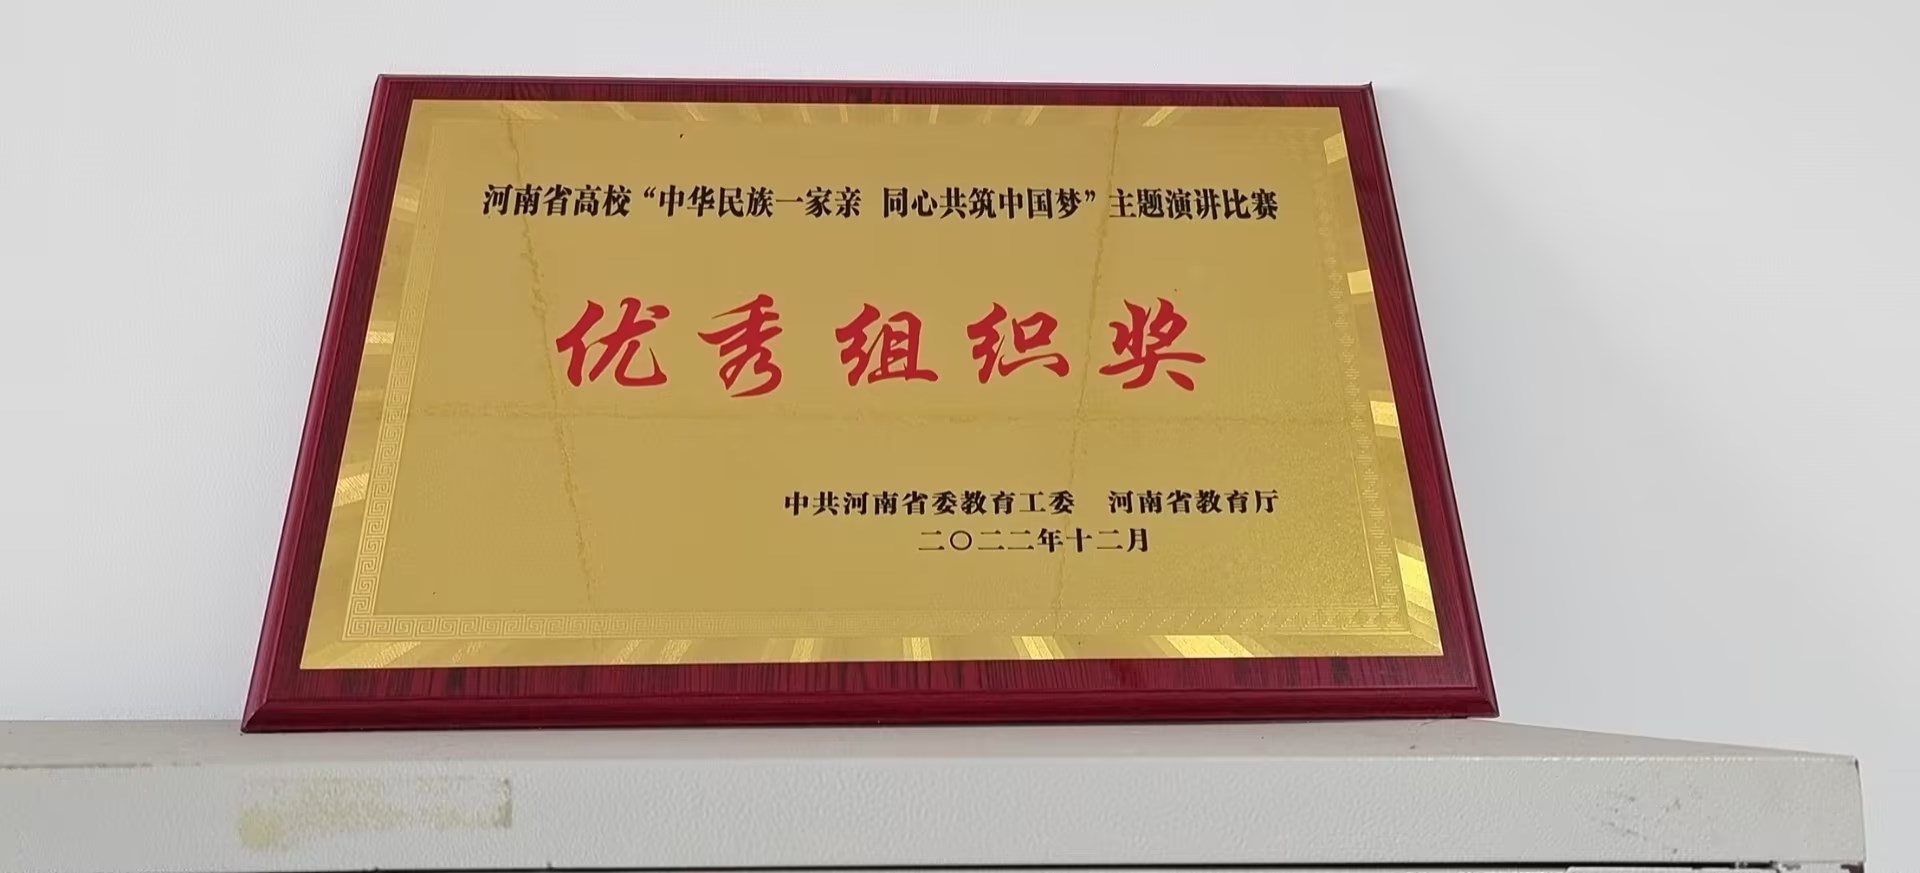 河南省高校“中华民族一家亲 同心共筑中国梦”主题演讲比赛
优秀组织奖
中共河南省委教育工委 河南省教育厅
二〇二二年十二月